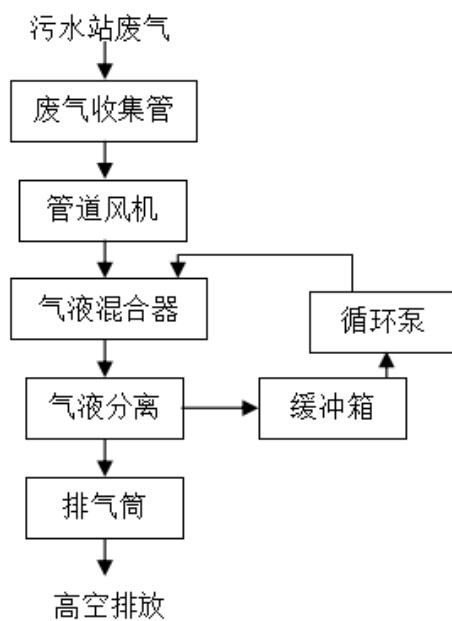 污水站废气
废气收集管
管道风机
气液混合器
循环泵
气液分离
缓冲箱
排气筒
高空排放